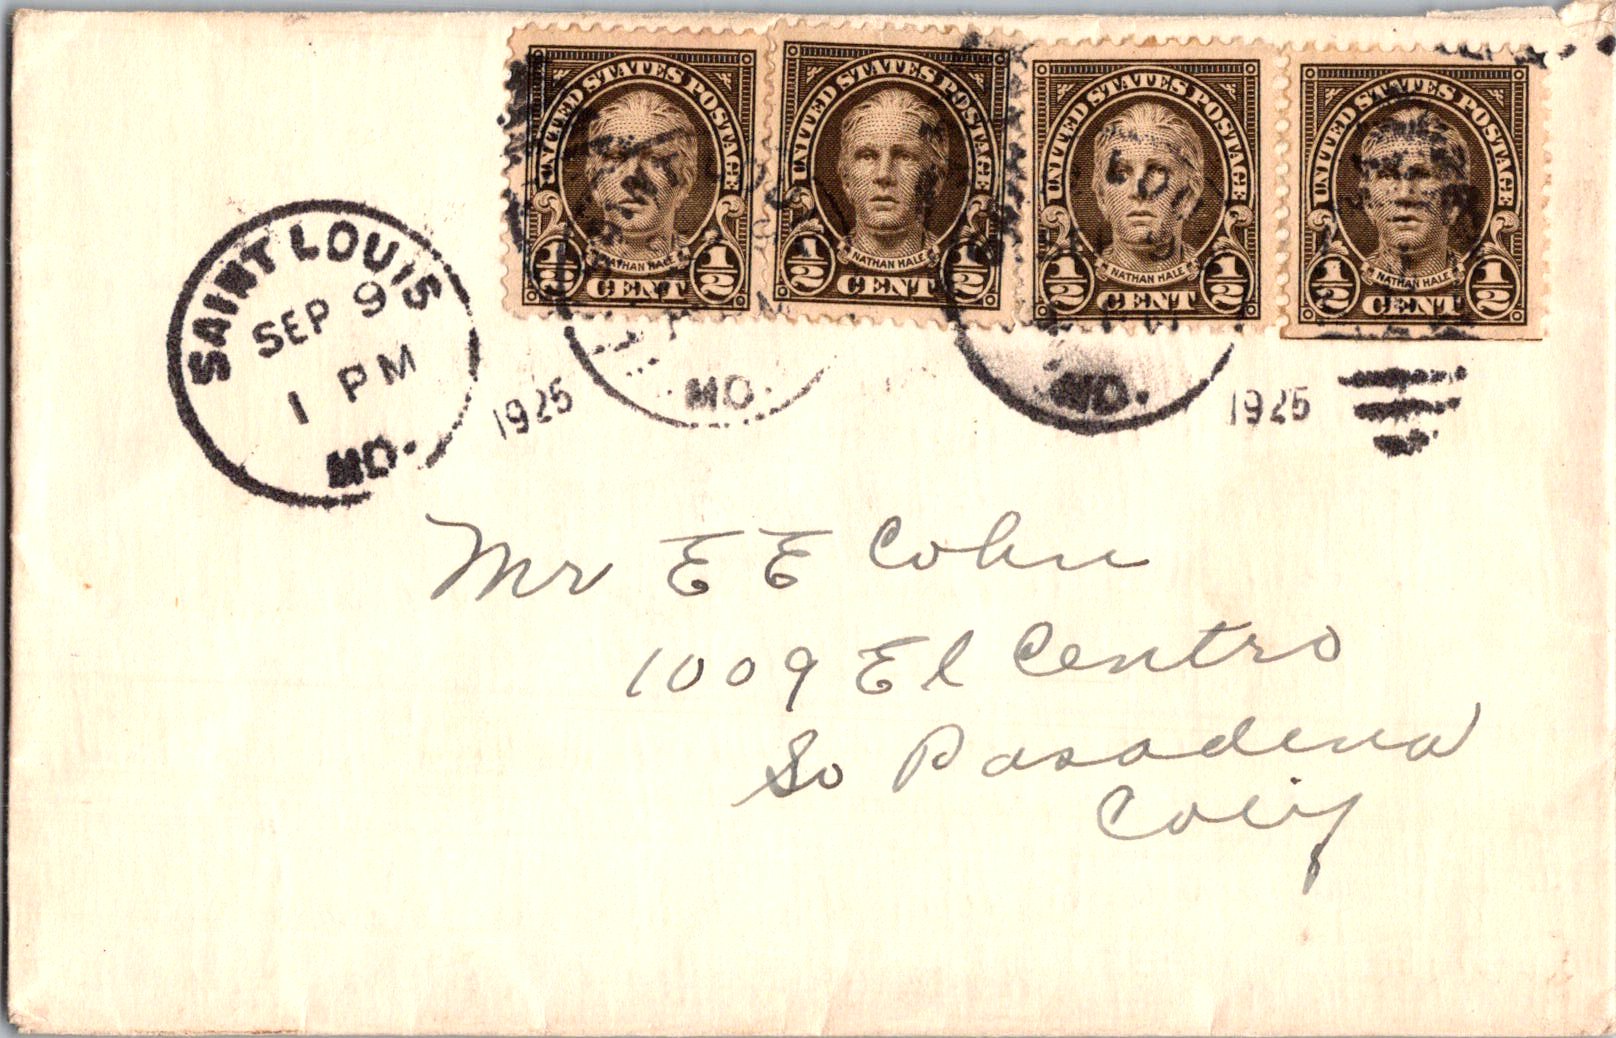 UNITED STATES POSTAGE
NATHAN HALE
1/2 CENT 1/2
UNITED STATES POSTAGE
NATHAN HALE
1/2 CENT 1/2
UNITED STATES POSTAGE
NATHAN HALE
1/2 CENT 1/2
UNITED STATES POSTAGE
NATHAN HALE
1/2 CENT 1/2
SAINT LOUIS
SEP 9
1 PM
MO.
1925
MO.
MO.
1925
Mr E E Cohn
1009 El Centro
So Pasadena
Calif